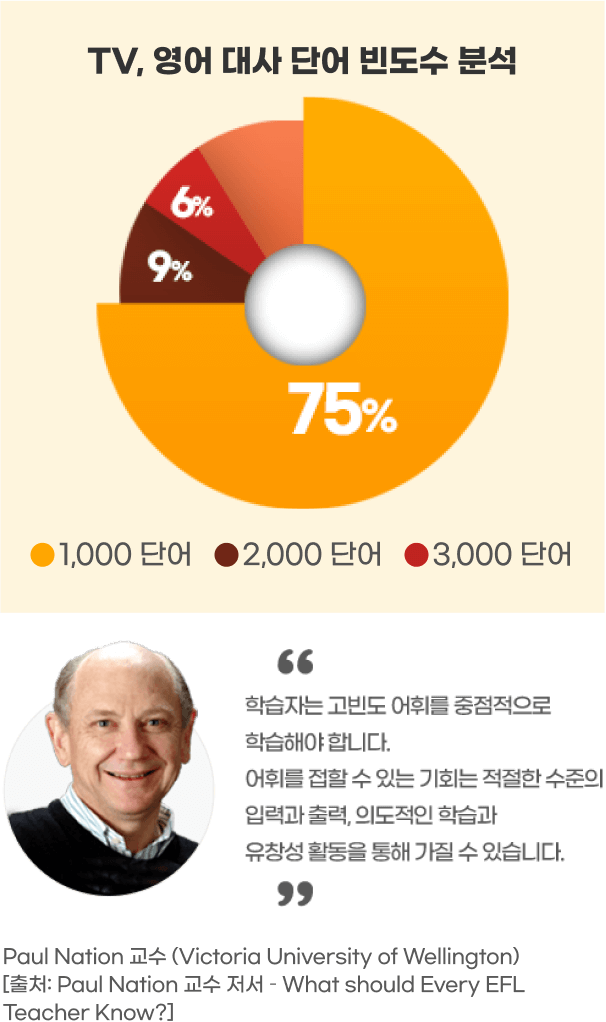 TV, 영어 대사 단어 빈도수 분석
6%
9%
75%
1,000 단어 2,000 단어 3,000 단어
“
학습자는 고빈도 어휘를 중점적으로
학습해야 합니다.
어휘를 접할 수 있는 기회는 적절한 수준의
입력과 출력, 의도적인 학습과
유창성 활동을 통해 가질 수 있습니다.
”
Paul Nation 교수 (Victoria University of Wellington)
[출처: Paul Nation 교수 저서 - What should Every EFL
Teacher Know?]